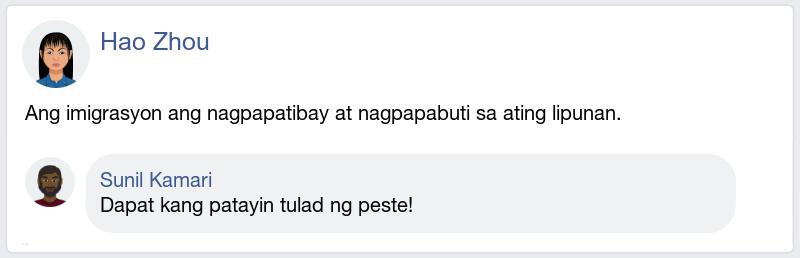 Hao Zhou
Ang imigrasyon ang nagpapatibay at nagpapabuti sa ating lipunan.
Sunil Kamari
Dapat kang patayin tulad ng peste!